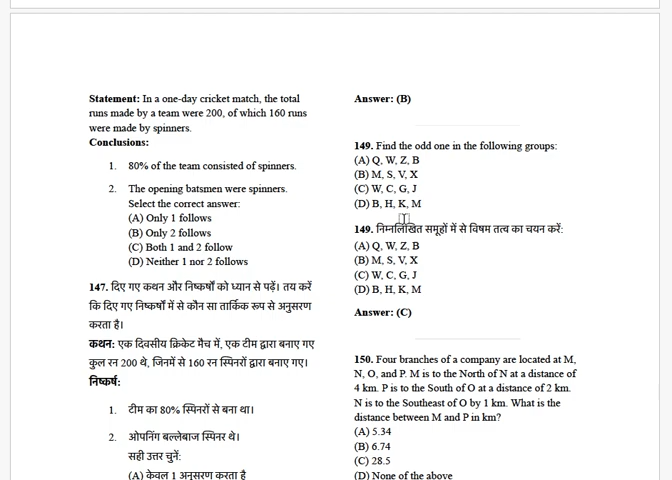 Statement: In a one-day cricket match, the total
runs made by a team were 200, of which 160 runs
were made by spinners.
Conclusions:
1. 80% of the team consisted of spinners.
2. The opening batsmen were spinners.
Select the correct answer:
(A) Only 1 follows
(B) Only 2 follows
(C) Both 1 and 2 follow
(D) Neither 1 nor 2 follows
147. दिए गए कथन और निष्कर्षों को ध्यान से पढ़ें। तय करें
कि दिए गए निष्कर्षों में से कौन सा तार्किक रूप से अनुसरण
करता है।
कथन: एक दिवसीय क्रिकेट मैच में, एक टीम द्वारा बनाए गए
कुल रन 200 थे, जिनमें से 160 रन स्पिनरों द्वारा बनाए गए।
निष्कर्ष:
1. टीम का 80% स्पिनरों से बना था।
2. ओपनिंग बल्लेबाज स्पिनर थे।
सही उत्तर चुनें:
(A) केवल 1 अनुसरण करता है
Answer: (B)
149. Find the odd one in the following groups:
(A) Q, W, Z, B
(B) M, S, V, X
(C) W, C, G, J
(D) B, H, K, M
149. निम्नलिखित समूहों में से विषम तत्व का चयन करें:
(A) Q, W, Z, B
(B) M, S, V, X
(C) W, C, G, J
(D) B, H, K, M
Answer: (C)
150. Four branches of a company are located at M,
N, O, and P. M is to the North of N at a distance of
4 km. P is to the South of O at a distance of 2 km.
N is to the Southeast of O by 1 km. What is the
distance between M and P in km?
(A) 5.34
(B) 6.74
(C) 28.5
(D) None of the above